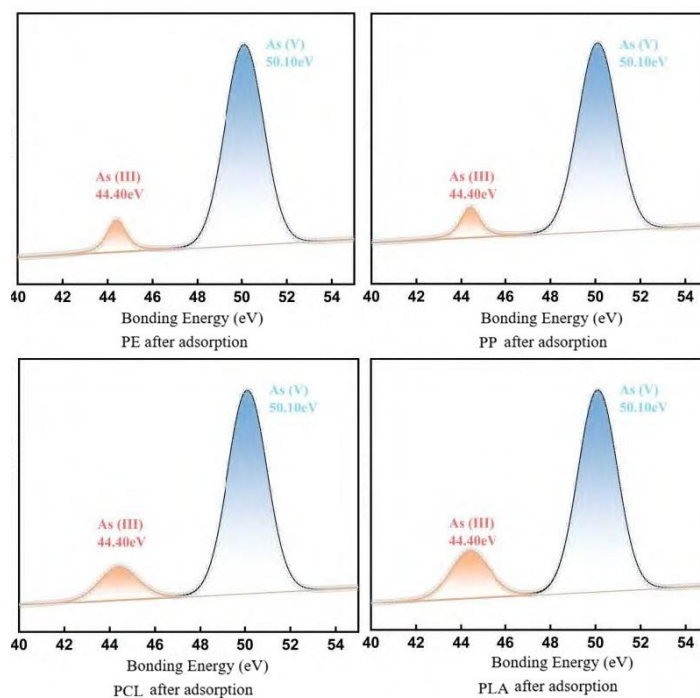 As (V)
50.10eV
As (III)
44.40eV
40 42 44 46 48 50 52 54
Bonding Energy (eV)
PE after adsorption
As (V)
50.10eV
As (III)
44.40eV
40 42 44 46 48 50 52 54
Bonding Energy (eV)
PP after adsorption
As (V)
50.10eV
As (III)
44.40eV
40 42 44 46 48 50 52 54
Bonding Energy (eV)
PCL after adsorption
As (V)
50.10eV
As (III)
44.40eV
40 42 44 46 48 50 52 54
Bonding Energy (eV)
PLA after adsorption